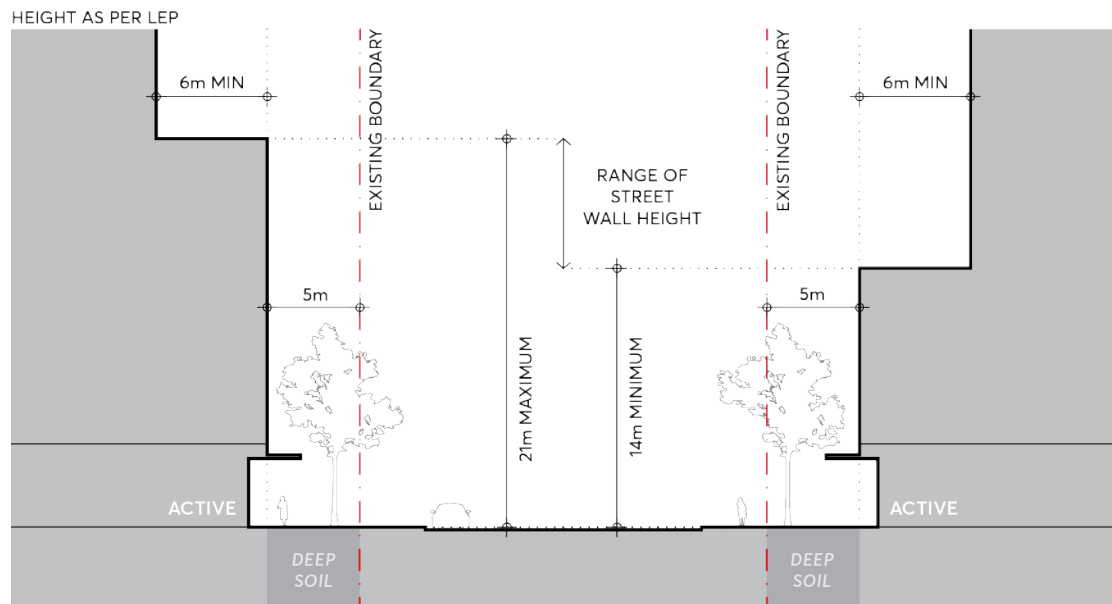 HEIGHT AS PER LEP
6m MIN
EXISTING BOUNDARY
EXISTING BOUNDARY
6m MIN
RANGE OF
STREET
WALL HEIGHT
5m
5m
21m MAXIMUM
14m MINIMUM
ACTIVE
ACTIVE
DEEP
SOIL
DEEP
SOIL